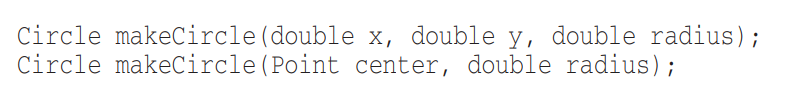 Circle makeCircle(double x, double y, double radius);
Circle makeCircle(Point center, double radius);